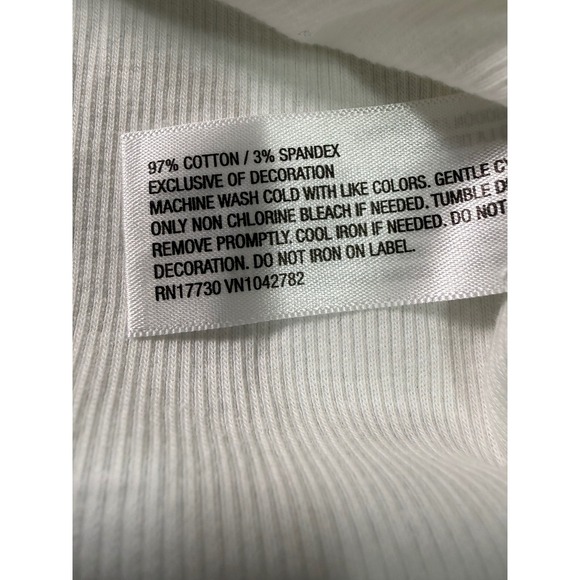 97% COTTON / 3% SPANDEX
EXCLUSIVE OF DECORATION
MACHINE WASH COLD WITH LIKE COLORS. GENTLE CY
ONLY NON CHLORINE BLEACH IF NEEDED. TUMBLE D
REMOVE PROMPTLY. COOL IRON IF NEEDED. DO NOT
DECORATION. DO NOT IRON ON LABEL.
RN17730 VN1042782